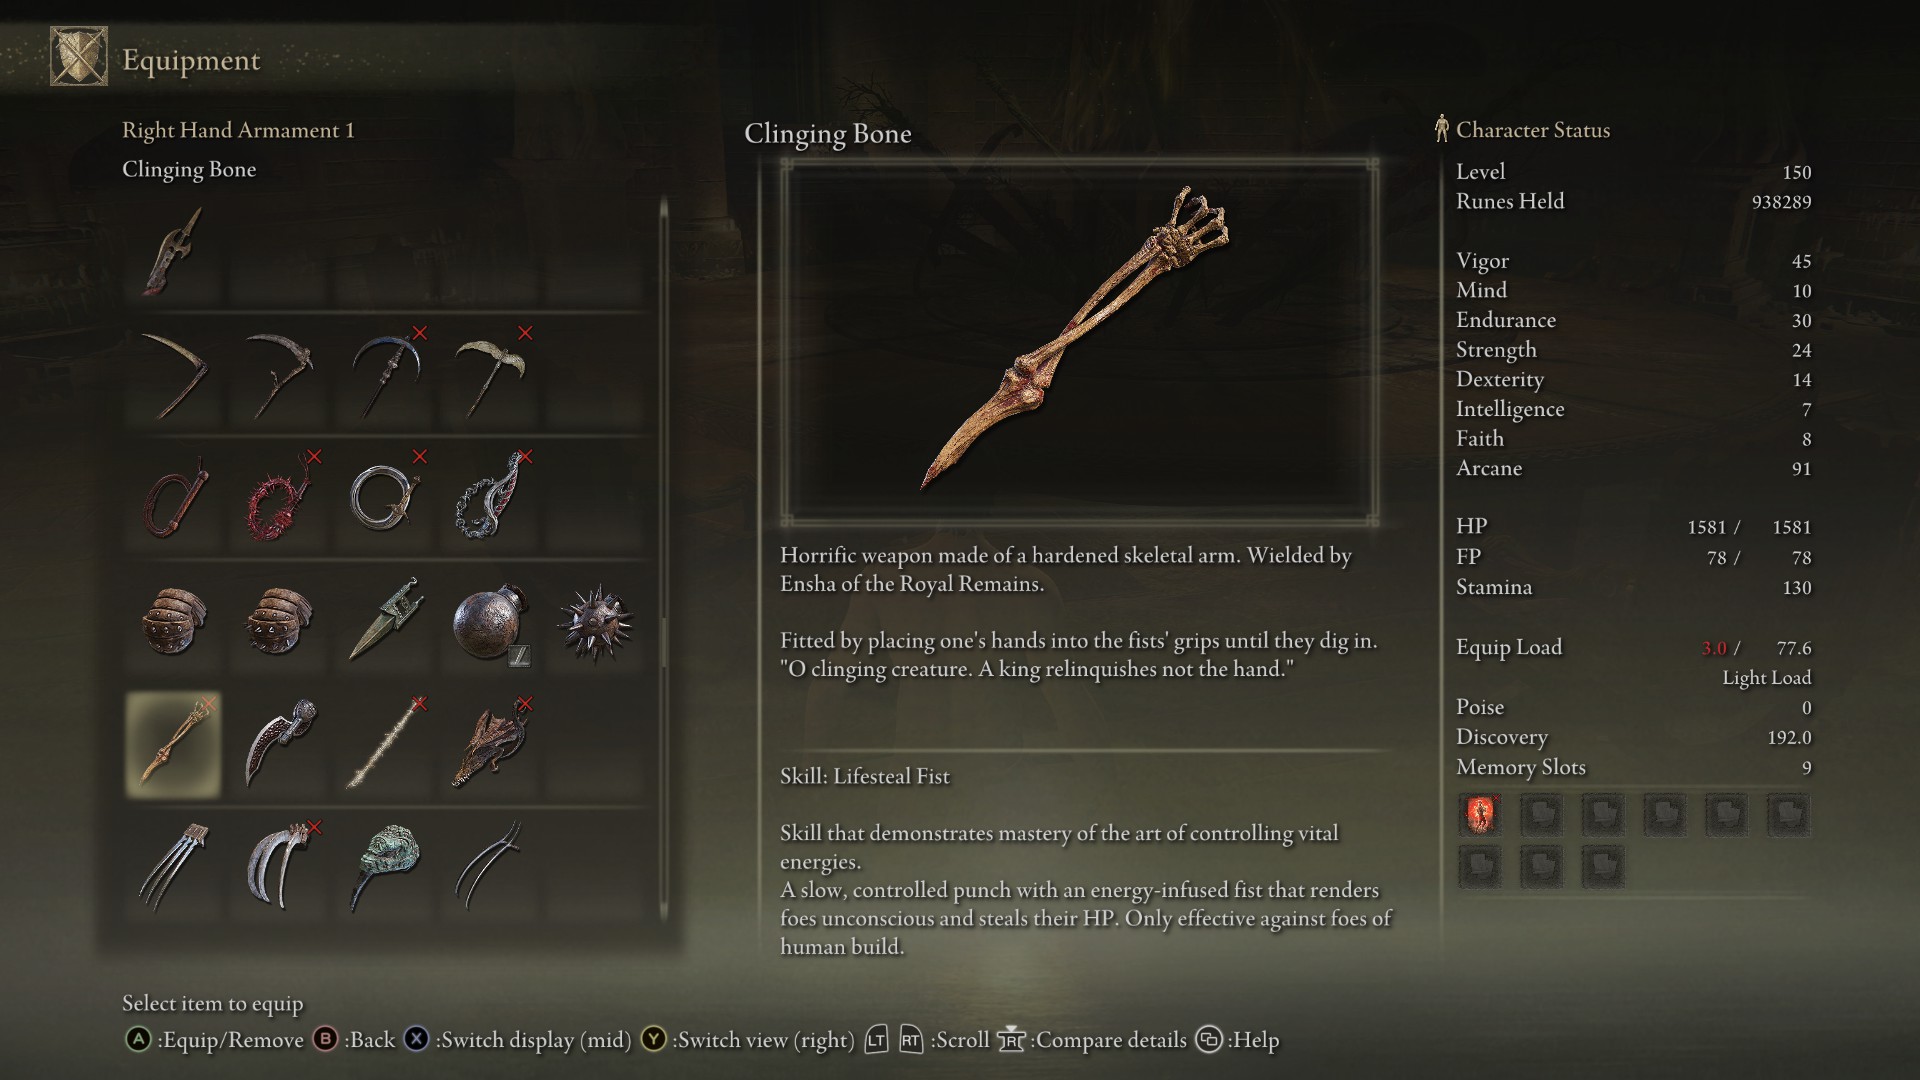 Equipment
Right Hand Armament 1
Clinging Bone
Clinging Bone
Horrific weapon made of a hardened skeletal arm. Wielded by
Ensha of the Royal Remains.
Fitted by placing one's hands into the fists' grips until they dig in.
"O clinging creature. A king relinquishes not the hand."
Skill: Lifesteal Fist
Skill that demonstrates mastery of the art of controlling vital
energies.
A slow, controlled punch with an energy-infused fist that renders
foes unconscious and steals their HP. Only effective against foes of
human build.
Character Status
Level 150
Runes Held 938289
Vigor 45
Mind 10
Endurance 30
Strength 24
Dexterity 14
Intelligence 7
Faith 8
Arcane 91
HP 1581 / 1581
FP 78 / 78
Stamina 130
Equip Load 3.0 / 77.6
Light Load
Poise 0
Discovery 192.0
Memory Slots 9
Select item to equip
A :Equip/Remove B :Back X :Switch display (mid) Y :Switch view (right) LT RT :Scroll R :Compare details :Help